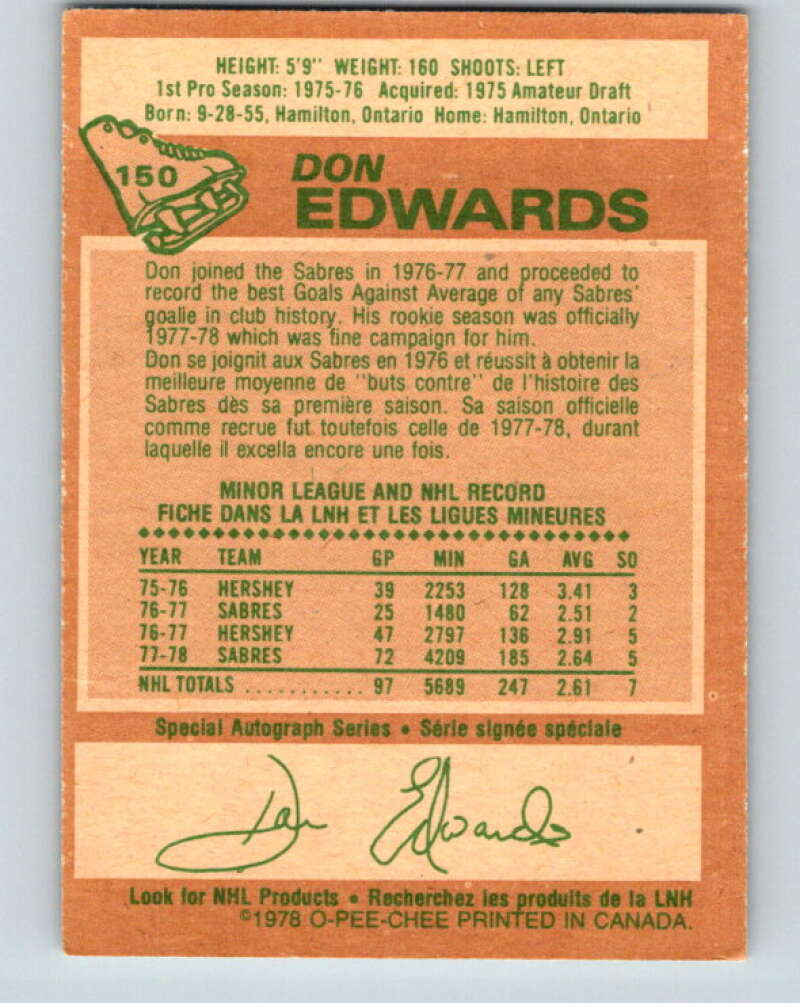 HEIGHT: 5'9" WEIGHT: 160 SHOOTS: LEFT
1st Pro Season: 1975-76 Acquired: 1975 Amateur Draft
Born: 9-28-55, Hamilton, Ontario Home: Hamilton, Ontario
150
DON
EDWARDS
Don joined the Sabres in 1976-77 and proceeded to
record the best Goals Against Average of any Sabres'
goalie in club history. His rookie season was officially
1977-78 which was fine campaign for him.
Don se joignit aux Sabres en 1976 et réussit à obtenir la
meilleure moyenne de "buts contre" de l'histoire des
Sabres dès sa première saison. Sa saison officielle
comme recrue fut toutefois celle de 1977-78, durant
laquelle il excella encore une fois.
MINOR LEAGUE AND NHL RECORD
FICHE DANS LA LNH ET LES LIGUES MINEURES
YEAR TEAM GP MIN GA AVG SO
75-76 HERSHEY 39 2253 128 3.41 3
76-77 SABRES 25 1480 62 2.51 2
76-77 HERSHEY 47 2797 136 2.91 5
77-78 SABRES 72 4209 185 2.64 5
NHL TOTALS ........... 97 5689 247 2.61 7
Special Autograph Series • Série signée spéciale
Don Edwards
Look for NHL Products • Recherchez les produits de la LNH
©1978 O-PEE-CHEE PRINTED IN CANADA.